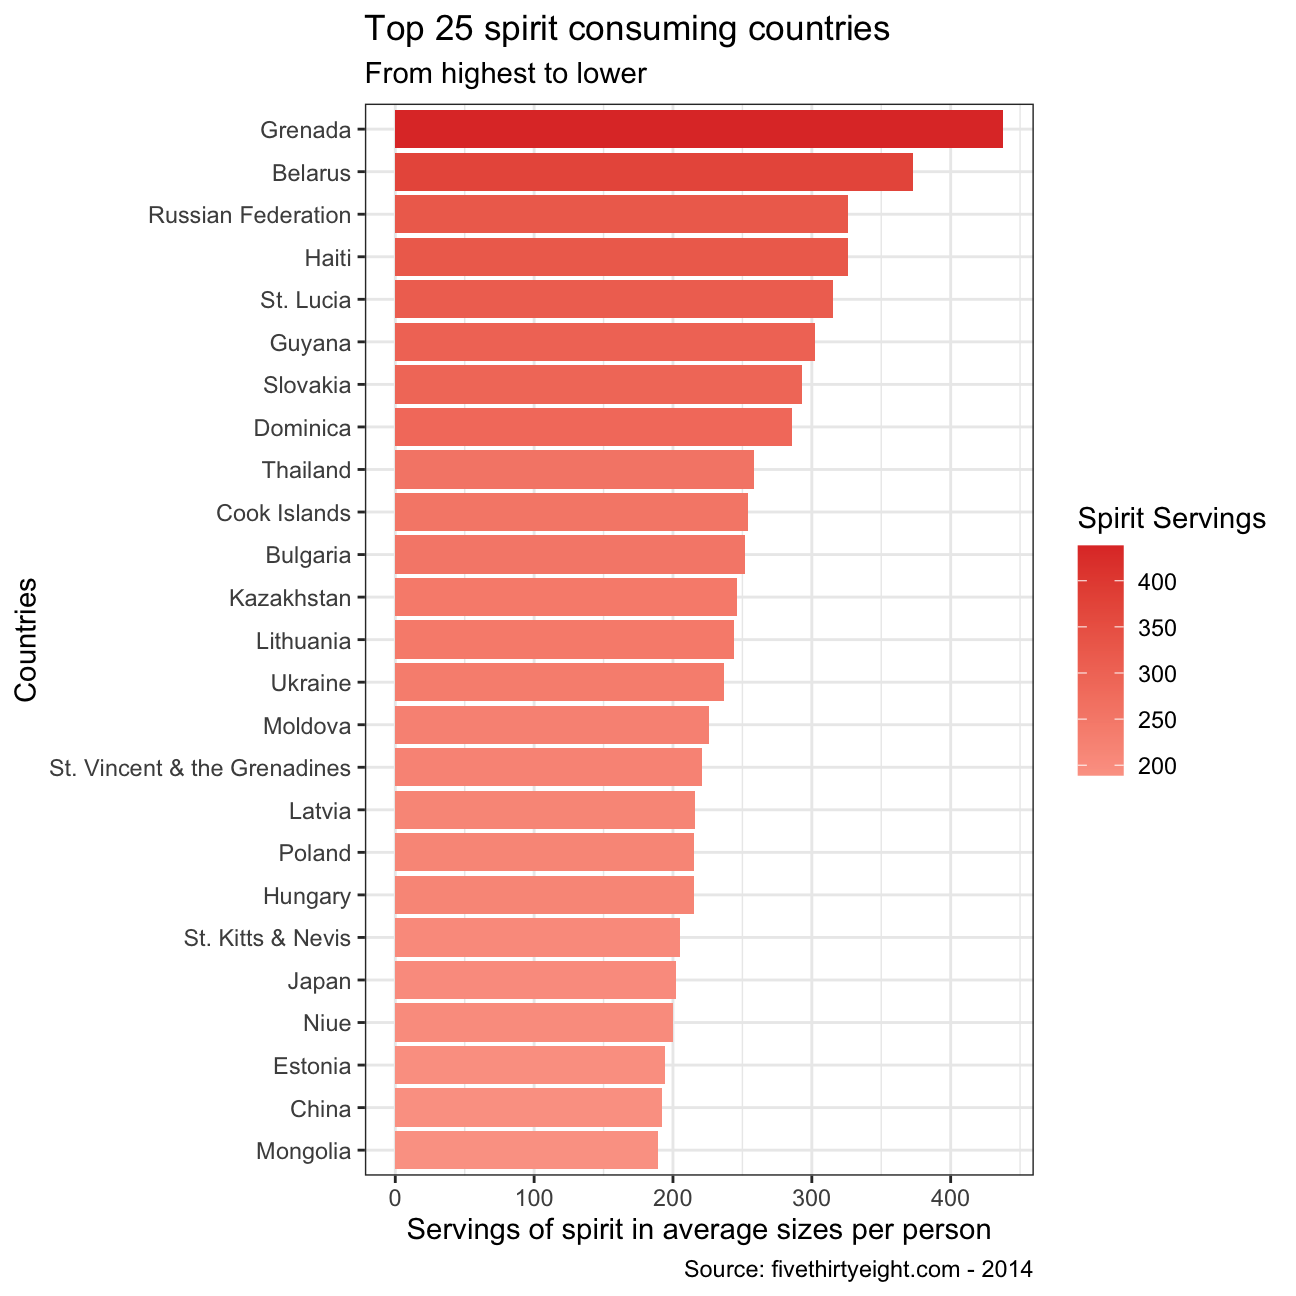 Top 25 spirit consuming countries
From highest to lower
Grenada
Belarus
Russian Federation
Haiti
St. Lucia
Guyana
Slovakia
Dominica
Thailand
Cook Islands
Bulgaria
Kazakhstan
Lithuania
Ukraine
Moldova
St. Vincent & the Grenadines
Latvia
Poland
Hungary
St. Kitts & Nevis
Japan
Niue
Estonia
China
Mongolia
Countries
0 100 200 300 400
Servings of spirit in average sizes per person
Source: fivethirtyeight.com - 2014
Spirit Servings
400
350
300
250
200